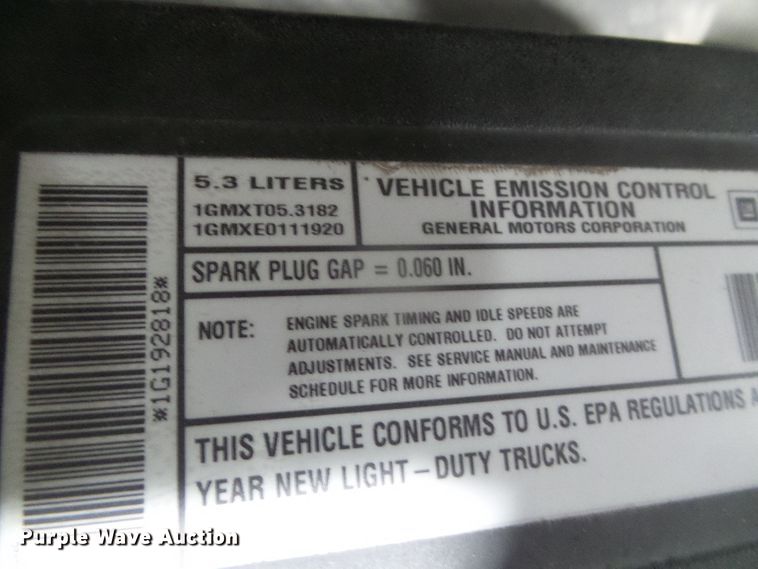 *1G192818*
5.3 LITERS
1GMXT05.3182
1GMXE0111920
VEHICLE EMISSION CONTROL
INFORMATION
GENERAL MOTORS CORPORATION
SPARK PLUG GAP = 0.060 IN.
NOTE: ENGINE SPARK TIMING AND IDLE SPEEDS ARE
AUTOMATICALLY CONTROLLED. DO NOT ATTEMPT
ADJUSTMENTS. SEE SERVICE MANUAL AND MAINTENANCE
SCHEDULE FOR MORE INFORMATION.
THIS VEHICLE CONFORMS TO U.S. EPA REGULATIONS A
YEAR NEW LIGHT-DUTY TRUCKS.
Purple Wave Auction